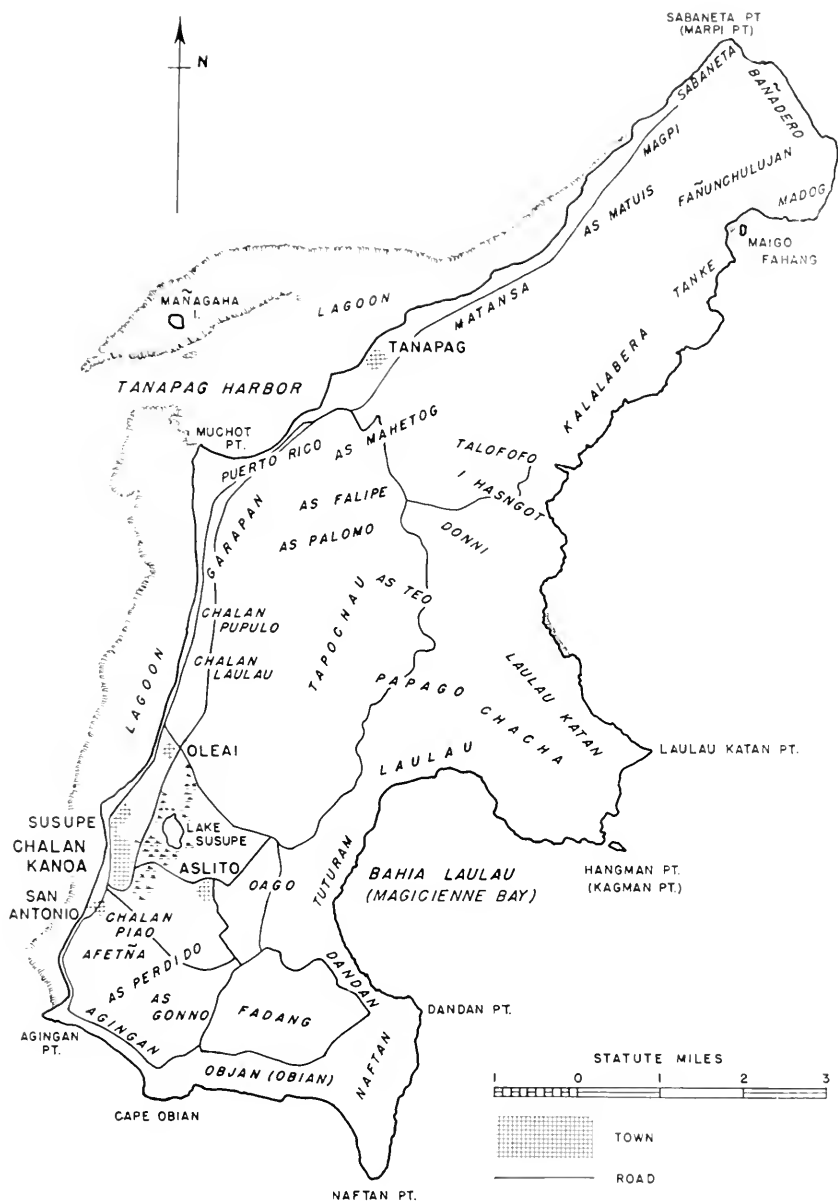 SABANETA PT
(MARPI PT)
N
SABANETA
BAÑADERO
MAGPI
FAÑUNCHULUJAN
AS MATUIS
MADOG
MAIGO
FAHANG
TANKE
MAÑAGAHA
I.
LAGOON
MATANSA
KALALABERA
TANAPAG
TANAPAG HARBOR
MUCHOT
PT.
PUERTO RICO
AS MAHETOG
TALOFOFO
I HASNGOT
GARAPAN
AS FALIPE
AS PALOMO
DONNI
AS TEO
TAPOCHAU
CHALAN
PUPULO
CHALAN
LAULAU
PAPAGO
CHACHA
LAULAU KATAN
LAGOON
LAULAU
LAULAU KATAN PT.
OLEAI
SUSUPE
LAKE
SUSUPE
CHALAN
KANOA
ASLITO
OAGO
TUTURAM
BAHIA LAULAU
(MAGICIENNE BAY)
HANGMAN PT.
(KAGMAN PT.)
SAN
ANTONIO
CHALAN
PIAO
AFETÑA
AS PERDIDO
AS
GONNO
AGINGAN
FADANG
DANDAN
DANDAN PT.
AGINGAN
PT.
OBJAN (OBIAN)
NAFTAN
CAPE OBIAN
NAFTAN PT.
STATUTE MILES
1 0 1 2 3
TOWN
ROAD